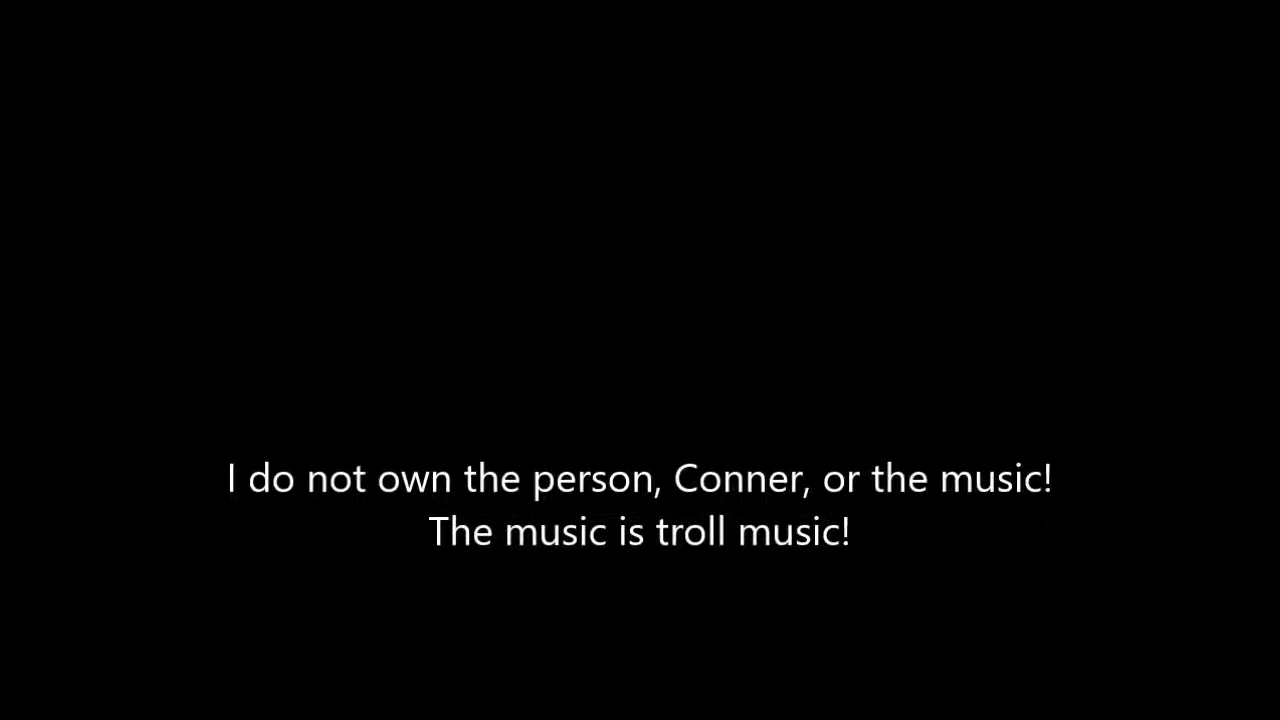 I do not own the person, Conner, or the music!
The music is troll music!